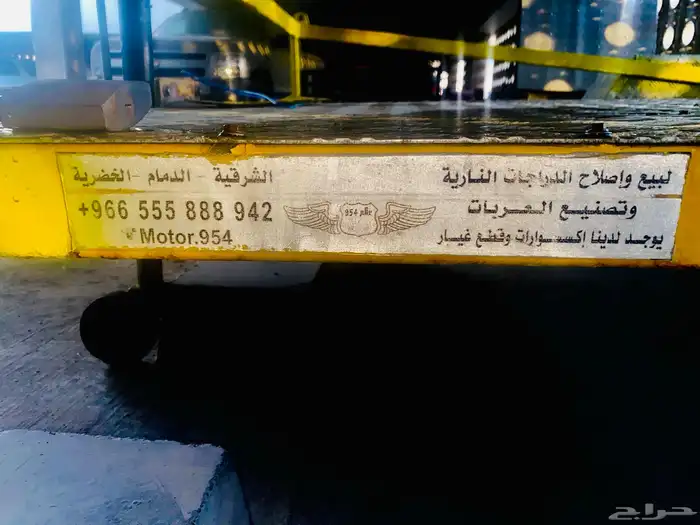 لبيع وإصلاح الدراجات النارية
وتصنيع العربات
يوجد لدينا إكسسوارات وقطع غيار
عالم 954
الشرقية - الدمام - الخضرية
+966 555 888 942
Motor.954
حراج